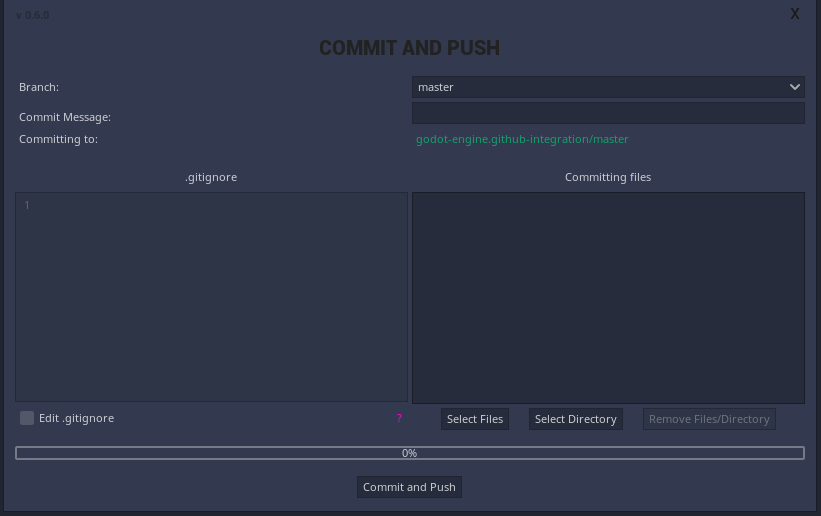 v 0.6.0
X
COMMIT AND PUSH
Branch:
master
Commit Message:
Committing to:
godot-engine.github-integration/master
.gitignore
Committing files
1
Edit .gitignore
?
Select Files
Select Directory
Remove Files/Directory
0%
Commit and Push